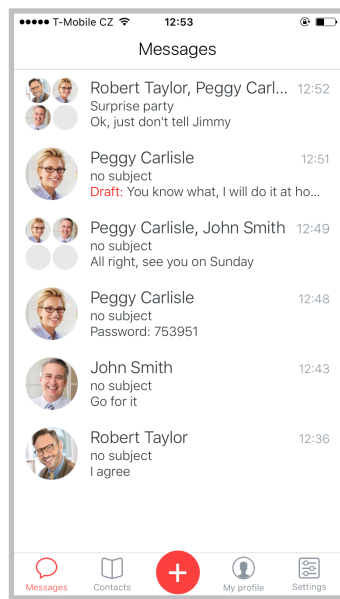 T-Mobile CZ 12:53
Messages
Robert Taylor, Peggy Carl... 12:52
Surprise party
Ok, just don't tell Jimmy
Peggy Carlisle 12:51
no subject
Draft: You know what, I will do it at ho...
Peggy Carlisle, John Smith 12:49
no subject
All right, see you on Sunday
Peggy Carlisle 12:48
no subject
Password: 753951
John Smith 12:43
no subject
Go for it
Robert Taylor 12:36
no subject
I agree
Messages Contacts My profile Settings